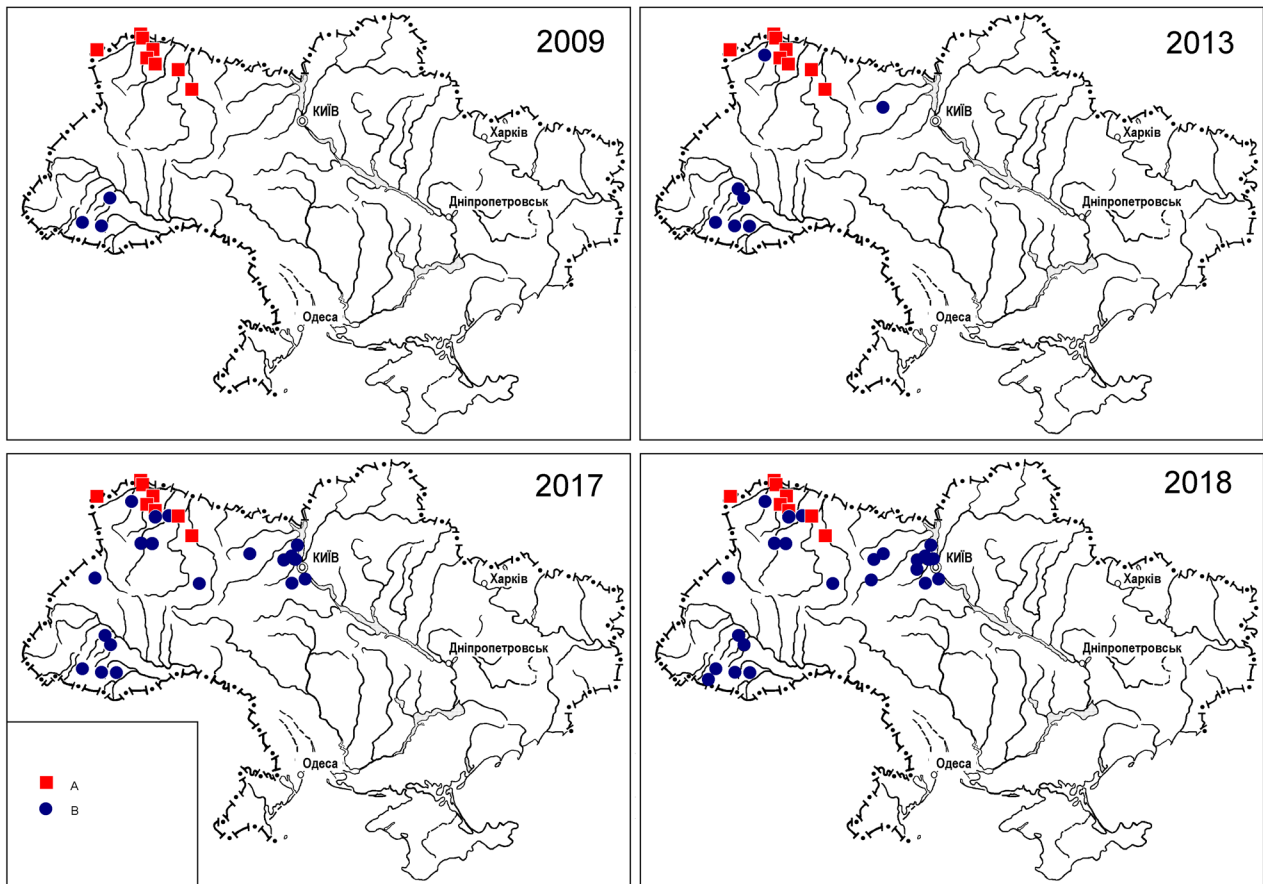 2009
КИЇВ
Харків
Дніпропетровськ
Одеса
2013
КИЇВ
Харків
Дніпропетровськ
Одеса
2017
КИЇВ
Харків
Дніпропетровськ
Одеса
A
B
2018
КИЇВ
Харків
Дніпропетровськ
Одеса